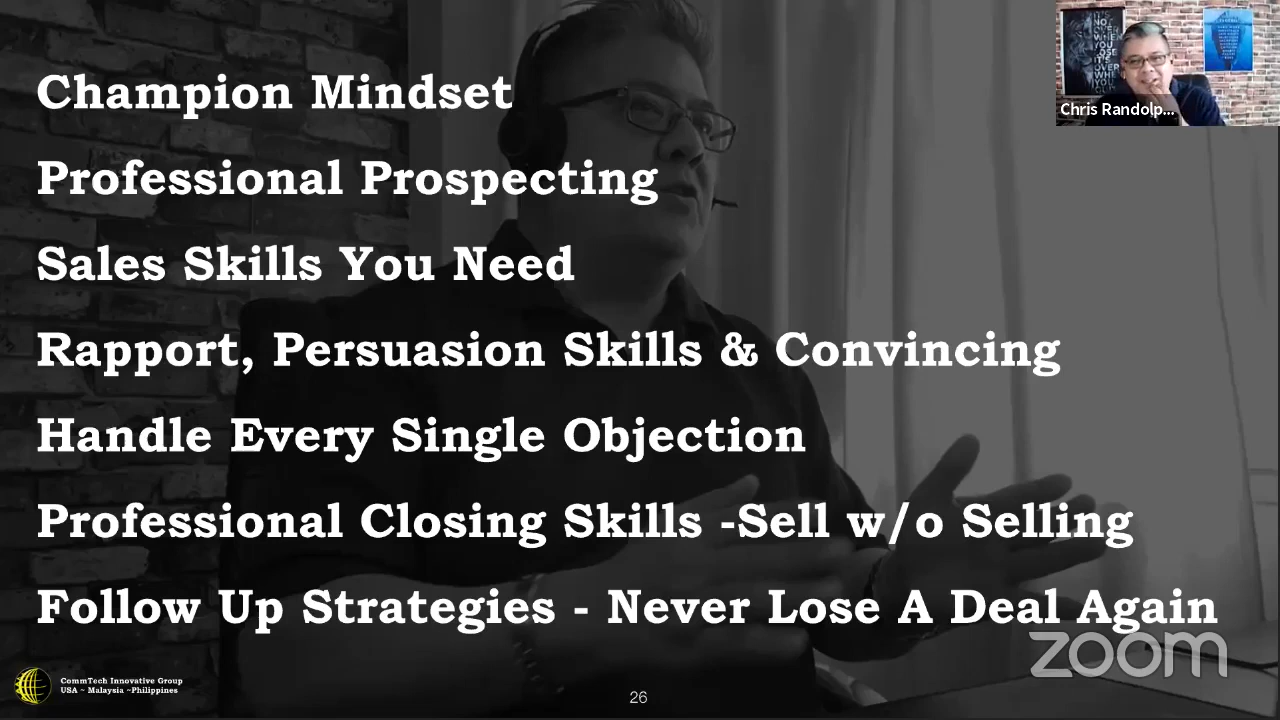 Champion Mindset
Professional Prospecting
Sales Skills You Need
Rapport, Persuasion Skills & Convincing
Handle Every Single Objection
Professional Closing Skills -Sell w/o Selling
Follow Up Strategies - Never Lose A Deal Again
Chris Randolp...
zoom
CommTech Innovative Group
USA ~ Malaysia ~Philippines
26